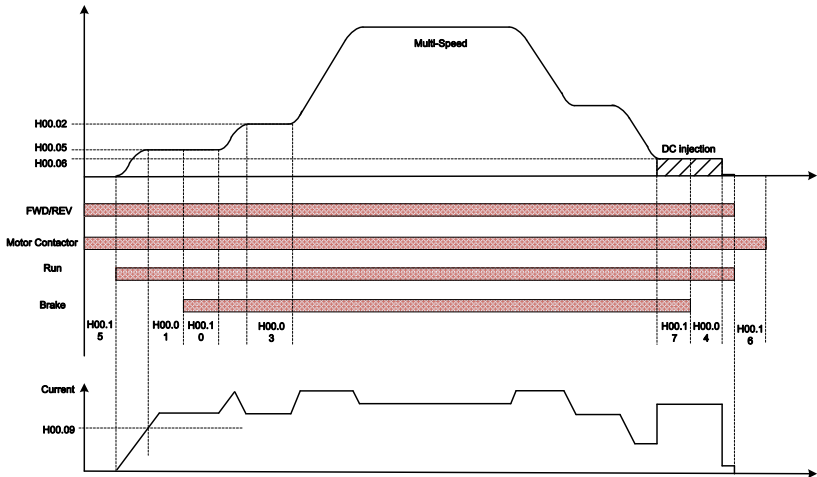 Multi-Speed
H00.02
H00.05
H00.06
DC injection
FWD/REV
Motor Contactor
Run
Brake
H00.1
5
H00.0
1
H00.1
0
H00.0
3
H00.1
7
H00.0
4
H00.1
6
Current
H00.09